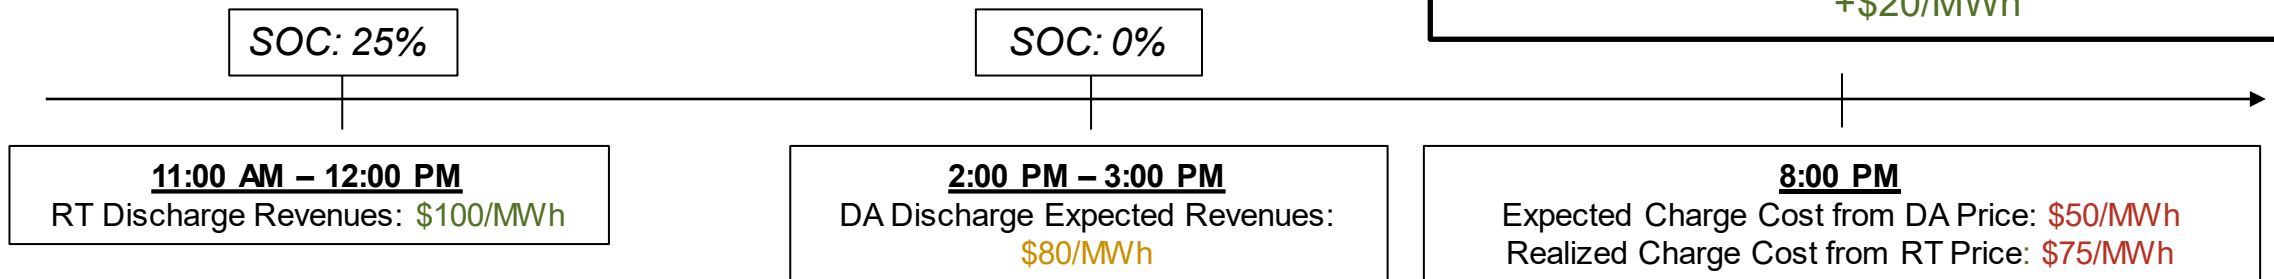 +$20/MWh
SOC: 25%
SOC: 0%
11:00 AM – 12:00 PM
RT Discharge Revenues: $100/MWh
2:00 PM – 3:00 PM
DA Discharge Expected Revenues:
$80/MWh
8:00 PM
Expected Charge Cost from DA Price: $50/MWh
Realized Charge Cost from RT Price: $75/MWh